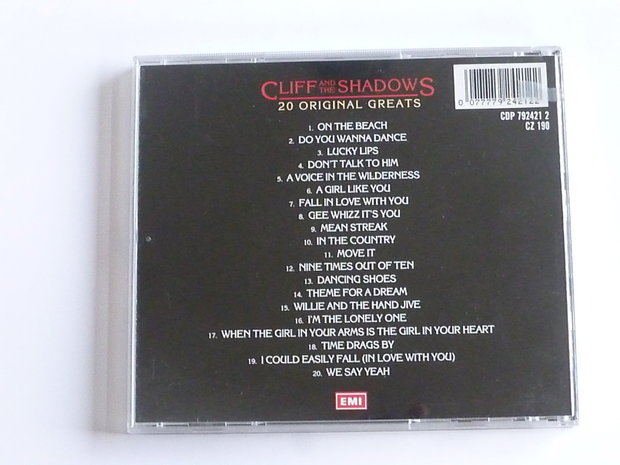 CLIFF AND THE SHADOWS
20 ORIGINAL GREATS
0 077779 242122
CDP 792421 2
CZ 190
1. ON THE BEACH
2. DO YOU WANNA DANCE
3. LUCKY LIPS
4. DON'T TALK TO HIM
5. A VOICE IN THE WILDERNESS
6. A GIRL LIKE YOU
7. FALL IN LOVE WITH YOU
8. GEE WHIZZ IT'S YOU
9. MEAN STREAK
10. IN THE COUNTRY
11. MOVE IT
12. NINE TIMES OUT OF TEN
13. DANCING SHOES
14. THEME FOR A DREAM
15. WILLIE AND THE HAND JIVE
16. I'M THE LONELY ONE
17. WHEN THE GIRL IN YOUR ARMS IS THE GIRL IN YOUR HEART
18. TIME DRAGS BY
19. I COULD EASILY FALL (IN LOVE WITH YOU)
20. WE SAY YEAH
EMI